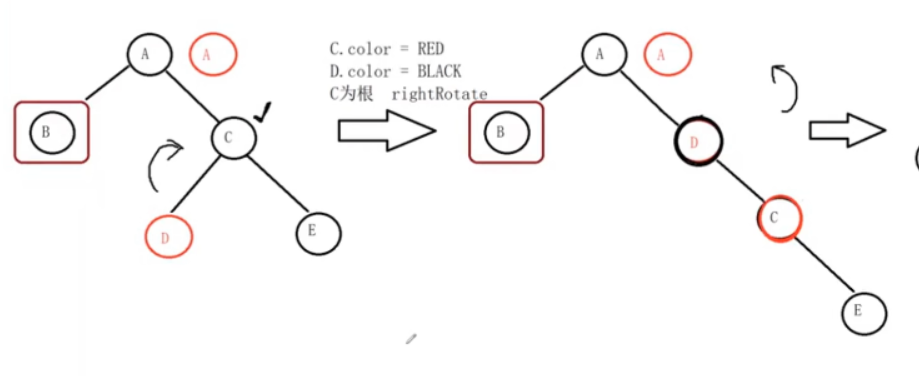 A A
C.color = RED
D.color = BLACK
C为根 rightRotate
B C
D E
A A
B D
C
E